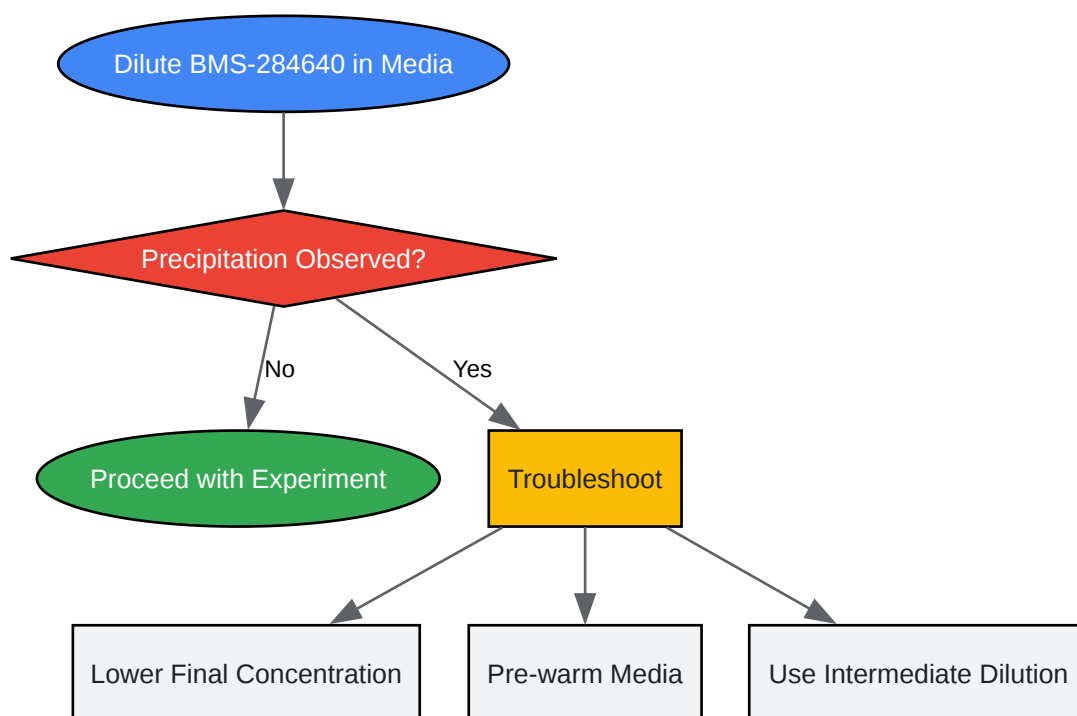 Dilute BMS-284640 in Media
Precipitation Observed?
No
Yes
Proceed with Experiment
Troubleshoot
Lower Final Concentration
Pre-warm Media
Use Intermediate Dilution